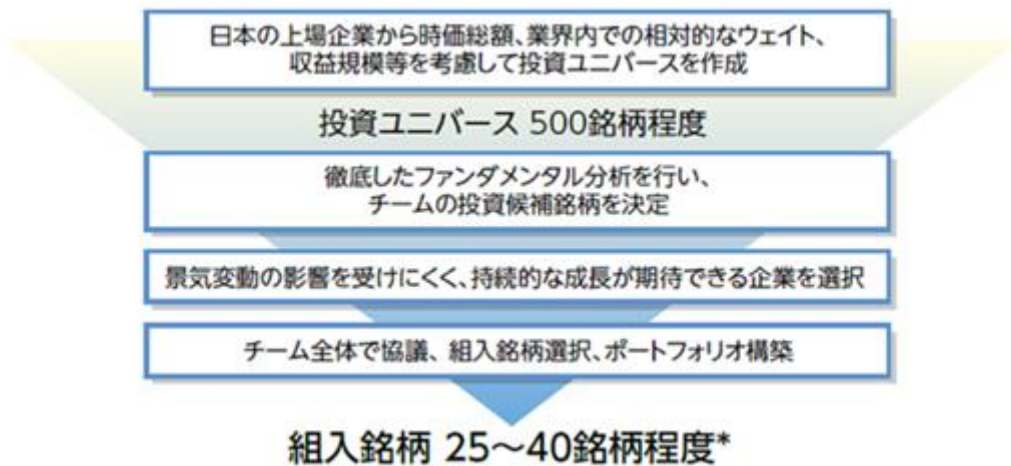 日本の上場企業から時価総額、業界内での相対的なウェイト、
収益規模等を考慮して投資ユニバースを作成
投資ユニバース 500銘柄程度
徹底したファンダメンタル分析を行い、
チームの投資候補銘柄を決定
景気変動の影響を受けにくく、持続的な成長が期待できる企業を選択
チーム全体で協議、組入銘柄選択、ポートフォリオ構築
組入銘柄 25～40銘柄程度*